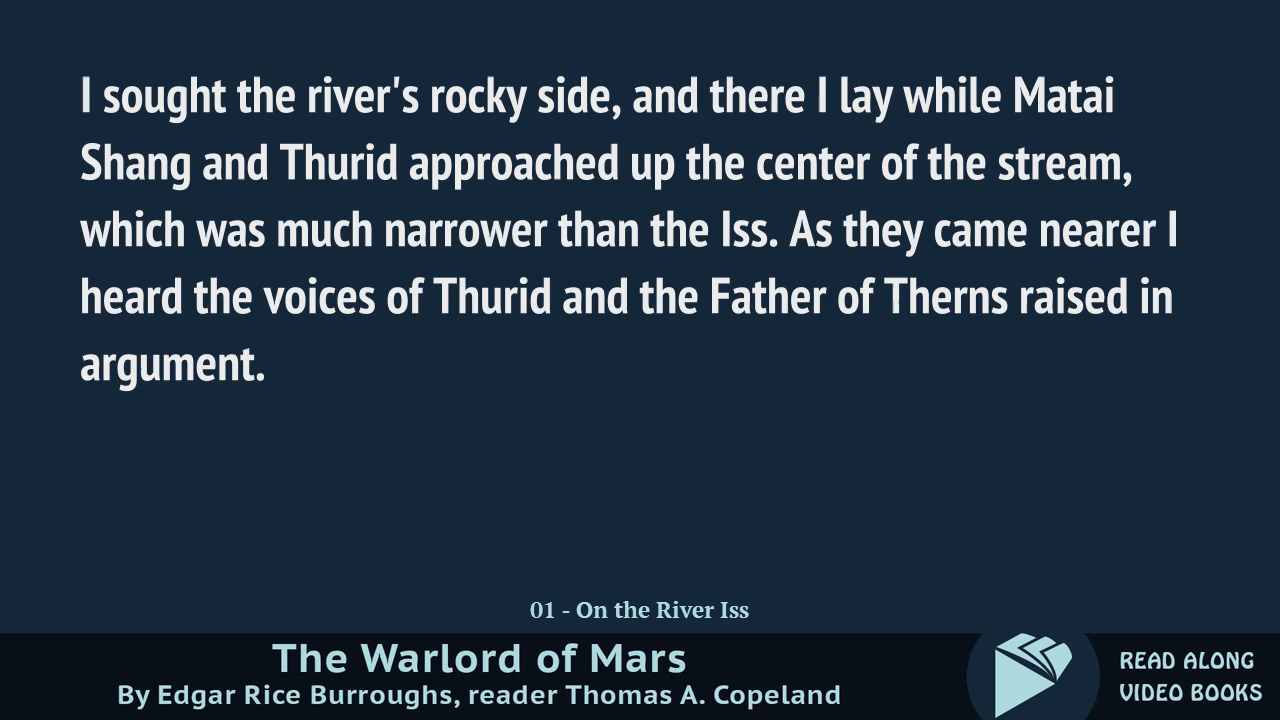 I sought the river's rocky side, and there I lay while Matai
Shang and Thurid approached up the center of the stream,
which was much narrower than the Iss. As they came nearer I
heard the voices of Thurid and the Father of Therns raised in
argument.
01 - On the River Iss
The Warlord of Mars
By Edgar Rice Burroughs, reader Thomas A. Copeland
READ ALONG
VIDEO BOOKS